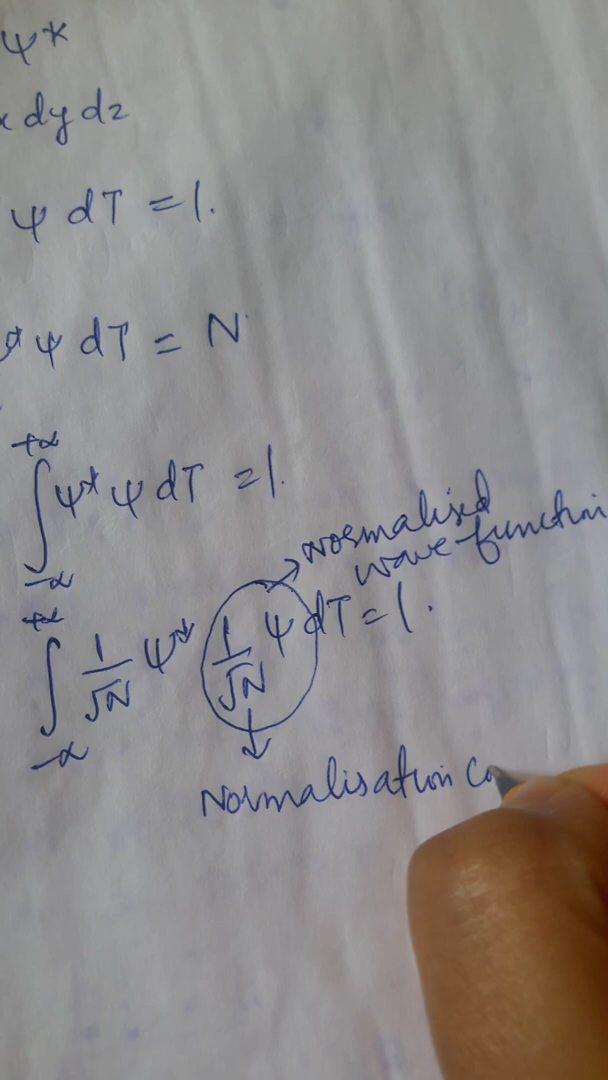 ψ*
x dy dz
ψ dT = 1.
ψ* ψ dT = N
+∝
∫ ψ* ψ dT = 1.
-∝
Normalised
wave function
+∝
∫ 1/√N ψ* 1/√N ψ dT = 1.
-∝
Normalisation Co